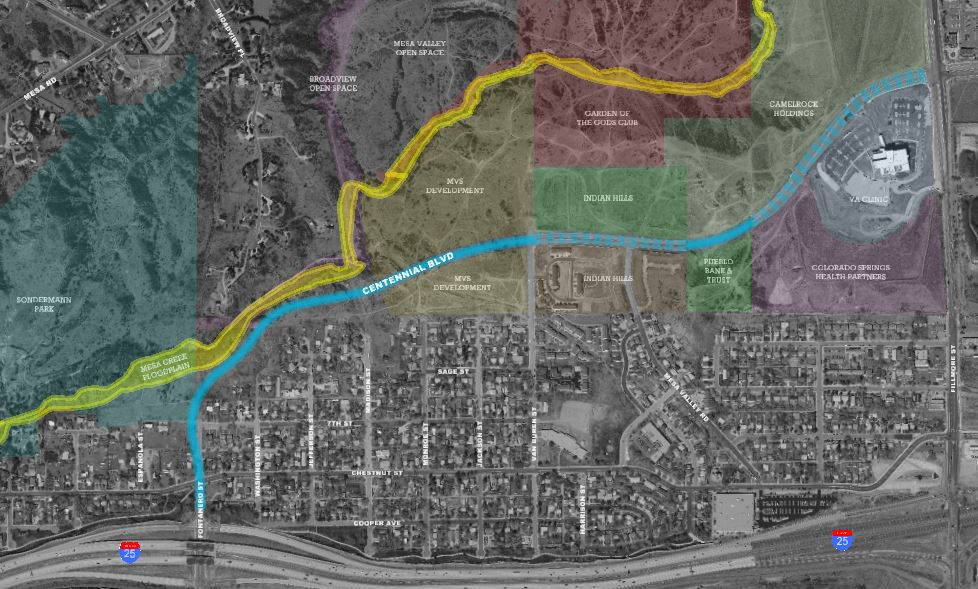 BROADVIEW PL
MESA RD
MESA VALLEY
OPEN SPACE
BROADVIEW
OPEN SPACE
GARDEN OF
THE GODS CLUB
CAMELROCK
HOLDINGS
MVS
DEVELOPMENT
INDIAN HILLS
VA CLINIC
CENTENNIAL BLVD
MVS
DEVELOPMENT
INDIAN HILLS
PUEBLO
BANK &
TRUST
COLORADO SPRINGS
HEALTH PARTNERS
SONDERMANN
PARK
MESA CREEK
FLOODPLAIN
SAGE ST
MADISON ST
7TH ST
MESA VALLEY RD
FILLMORE ST
ESPANOLA ST
WASHINGTON ST
JEFFERSON ST
MONROE ST
JACKSON ST
VAN BUREN ST
CHESTNUT ST
HARRISON ST
FONTANERO ST
COOPER AVE
25
25